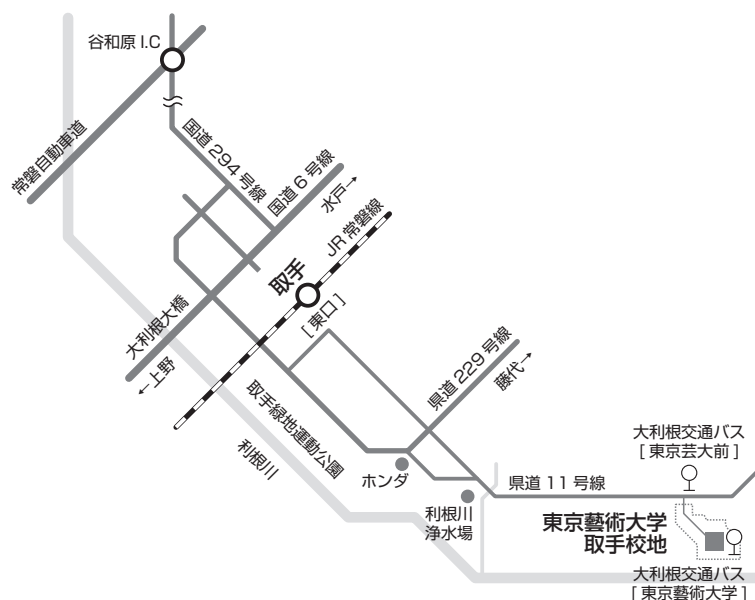 谷和原 I.C
常磐自動車道
国道 294 号線
国道 6 号線
水戸→
JR 常磐線
取手
[ 東口 ]
大利根大橋
←上野
取手緑地運動公園
利根川
県道 229 号線
藤代→
ホンダ
利根川
浄水場
県道 11 号線
大利根交通バス
[ 東京芸大前 ]
東京藝術大学
取手校地
大利根交通バス
[ 東京藝術大学 ]